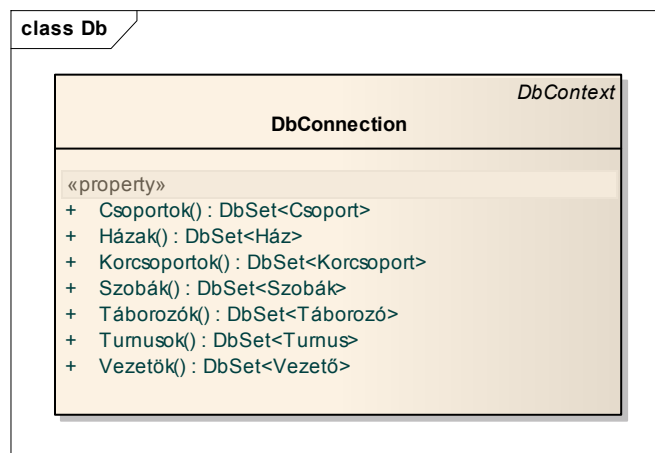 class Db
DbContext
DbConnection
«property»
+ Csoportok() : DbSet<Csoport>
+ Házak() : DbSet<Ház>
+ Korcsoportok() : DbSet<Korcsoport>
+ Szobák() : DbSet<Szobák>
+ Táborozók() : DbSet<Táborozó>
+ Turnusok() : DbSet<Turnus>
+ Vezetök() : DbSet<Vezető>